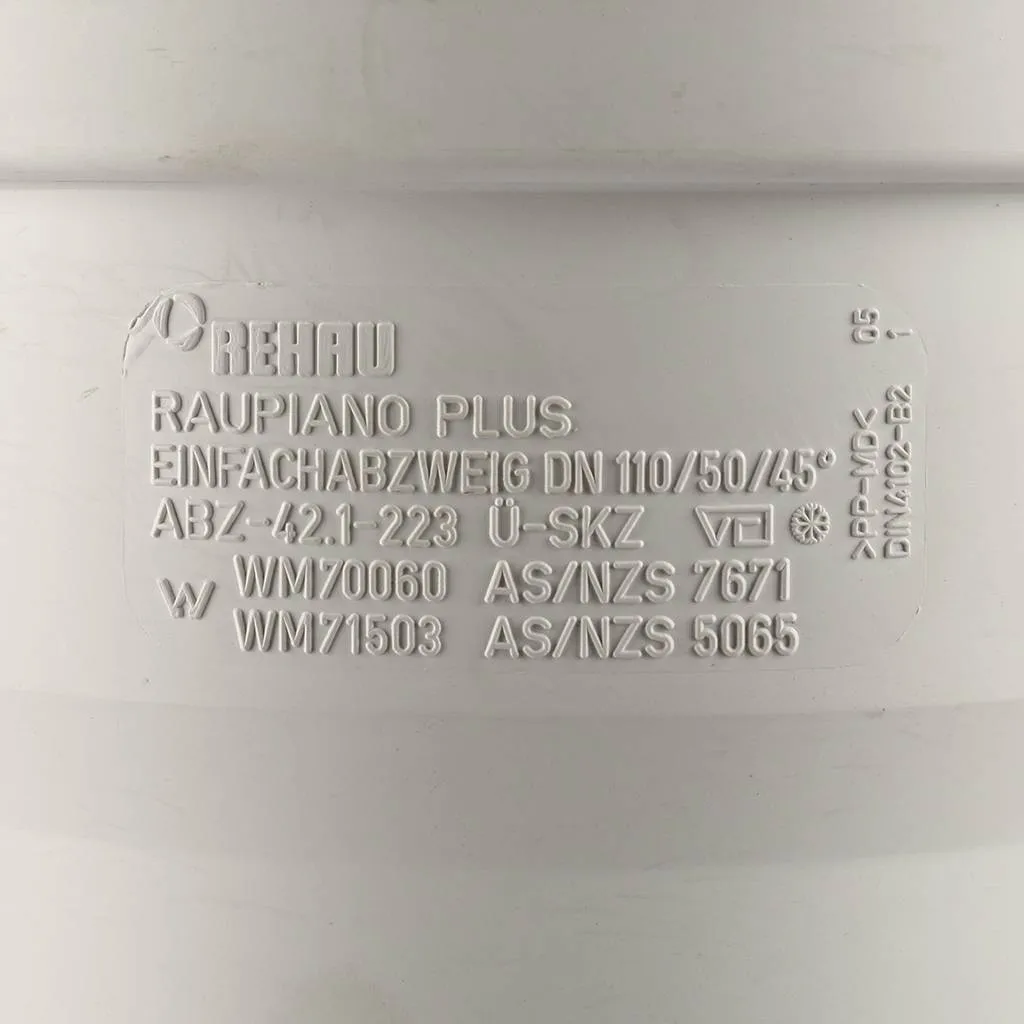 REHAU
RAUPIANO PLUS
EINFACHABZWEIG DN 110/50/45°
ABZ-42.1-223 Ü-SKZ
WM70060 AS/NZS 7671
WM71503 AS/NZS 5065
05
1
>PP-MD<
DIN4102-B2